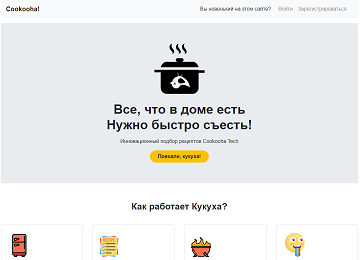 Cookooha!
Вы новенький на этом сайте?
Войти
Зарегистрироваться
Все, что в доме есть
Нужно быстро съесть!
Инновационный подбор рецептов Cookooha Tech
Поехали, кукуха!
Как работает Кукуха?
RECIPE